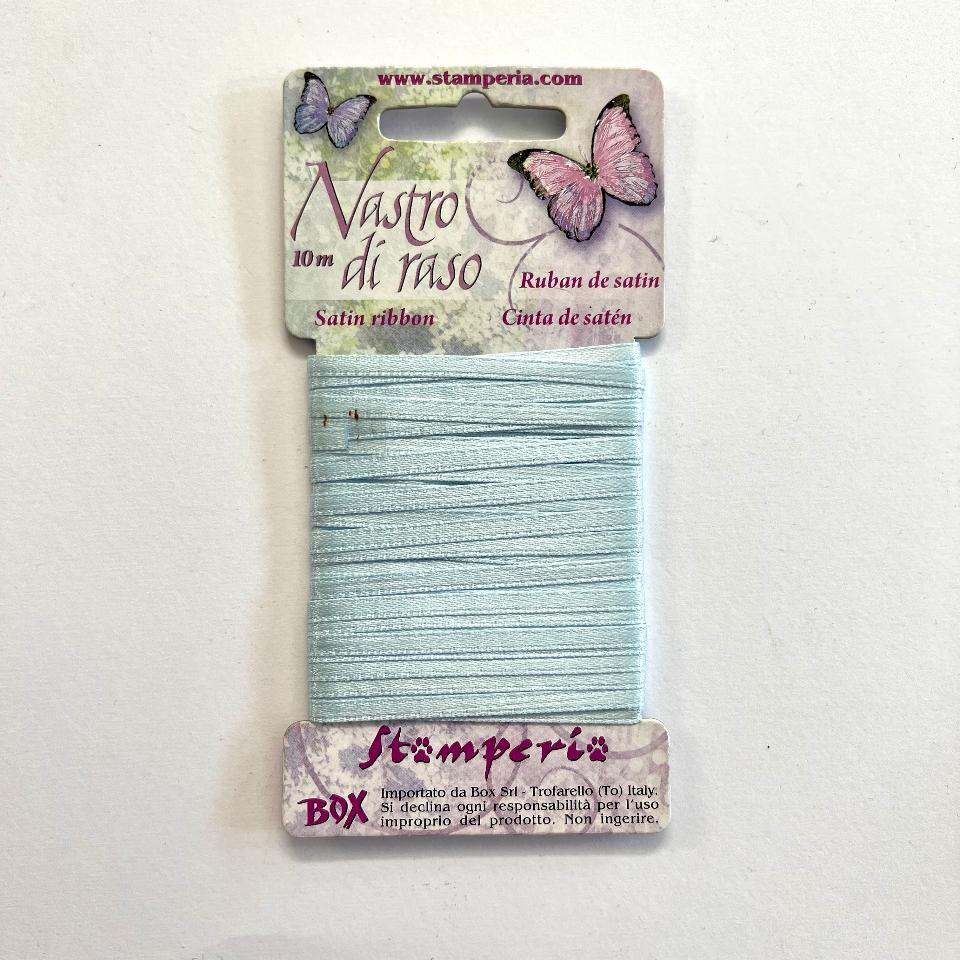 www.stamperia.com
Nastro
10 m di raso
Ruban de satin
Satin ribbon Cinta de satén
Stamperia
BOX
Importato da Box Srl - Trofarello (To) Italy.
Si declina ogni responsabilità per l'uso
improprio del prodotto. Non ingerire.